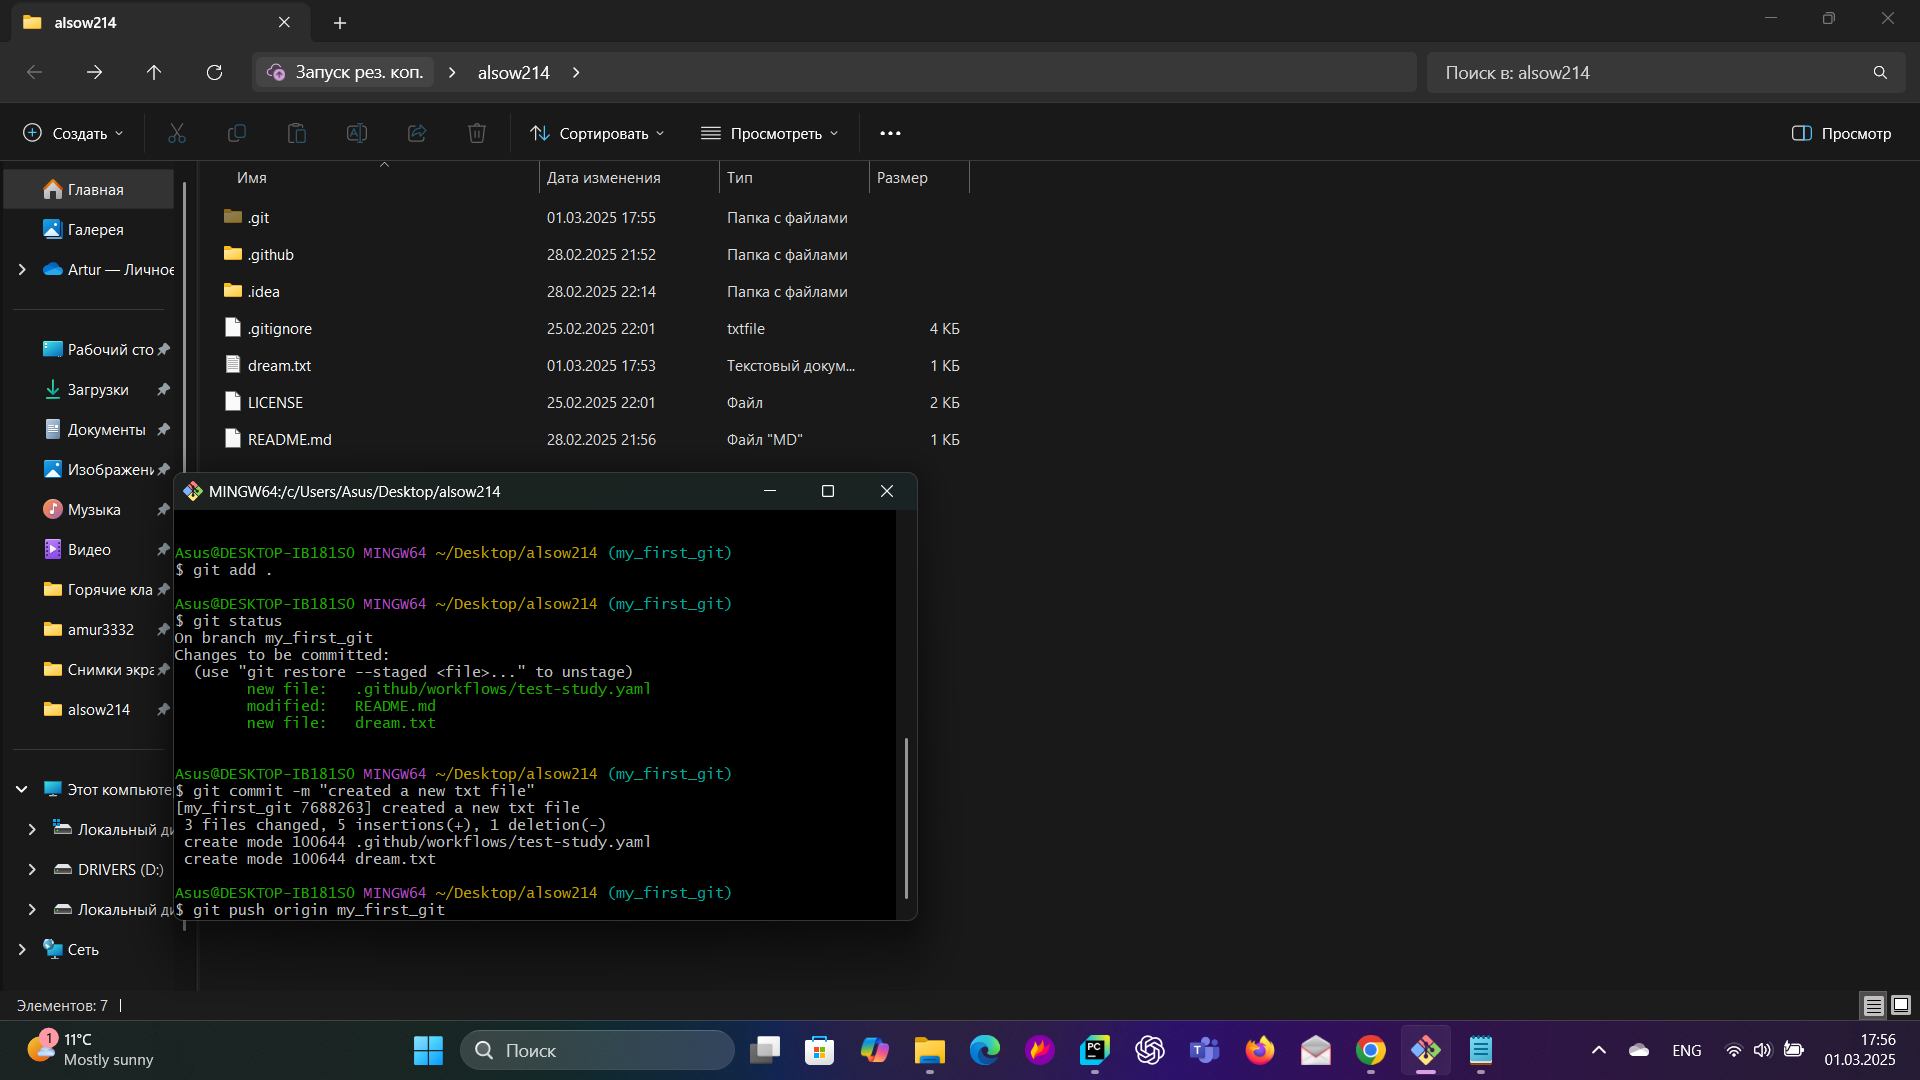 alsow214
Запуск рез. коп.
alsow214
Поиск в: alsow214
Создать
Сортировать
Просмотреть
Просмотр
Имя
Дата изменения
Тип
Размер
.git
01.03.2025 17:55
Папка с файлами
.github
28.02.2025 21:52
Папка с файлами
.idea
28.02.2025 22:14
Папка с файлами
.gitignore
25.02.2025 22:01
txtfile
4 КБ
dream.txt
01.03.2025 17:53
Текстовый докум...
1 КБ
LICENSE
25.02.2025 22:01
Файл
2 КБ
README.md
28.02.2025 21:56
Файл "MD"
1 КБ
Главная
Галерея
Artur — Личное
Рабочий сто
Загрузки
Документы
Изображени
Музыка
Видео
Горячие кла
amur3332
Снимки экра
alsow214
Этот компьюте
Локальный ди
DRIVERS (D:)
Локальный ди
Сеть
MINGW64:/c/Users/Asus/Desktop/alsow214
Asus@DESKTOP-IB181SO MINGW64 ~/Desktop/alsow214 (my_first_git)
$ git add .
Asus@DESKTOP-IB181SO MINGW64 ~/Desktop/alsow214 (my_first_git)
$ git status
On branch my_first_git
Changes to be committed:
(use "git restore --staged <file>..." to unstage)
new file:   .github/workflows/test-study.yaml
modified:   README.md
new file:   dream.txt
Asus@DESKTOP-IB181SO MINGW64 ~/Desktop/alsow214 (my_first_git)
$ git commit -m "created a new txt file"
[my_first_git 7688263] created a new txt file
3 files changed, 5 insertions(+), 1 deletion(-)
create mode 100644 .github/workflows/test-study.yaml
create mode 100644 dream.txt
Asus@DESKTOP-IB181SO MINGW64 ~/Desktop/alsow214 (my_first_git)
$ git push origin my_first_git
Элементов: 7
1
11°C
Mostly sunny
Поиск
PC
T
ENG
17:56
01.03.2025